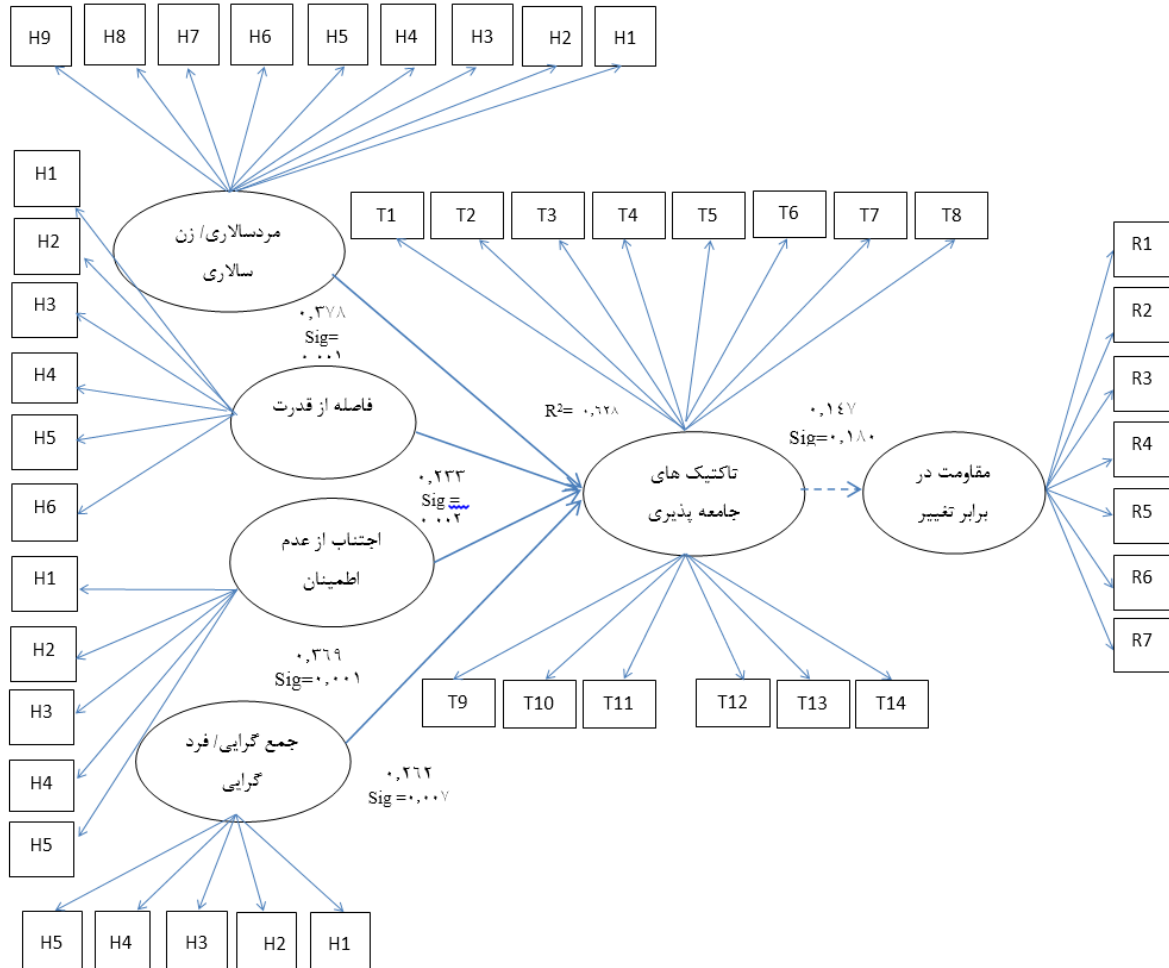 H9
H8
H7
H6
H5
H4
H3
H2
H1
مردسالاری/ زن
سالاری
H1
H2
H3
H4
H5
H6
۰,۳۷۸
Sig=
۰ ۰۰۱
فاصله از قدرت
۰,۲۳۳
Sig =
۰ ۰۰۲
اجتناب از عدم
اطمینان
H1
H2
H3
H4
H5
۰,۳٦۹
Sig=۰,۰۰۱
جمع گرایی/ فرد
گرایی
۰,۲٦۲
Sig =۰,۰۰۷
H5
H4
H3
H2
H1
T1
T2
T3
T4
T5
T6
T7
T8
R²= ۰,٦۲۸
تاکتیک های
جامعه پذیری
T9
T10
T11
T12
T13
T14
۰,۱٤۷
Sig=۰,۱۸۰
مقاومت در
برابر تغییر
R1
R2
R3
R4
R5
R6
R7